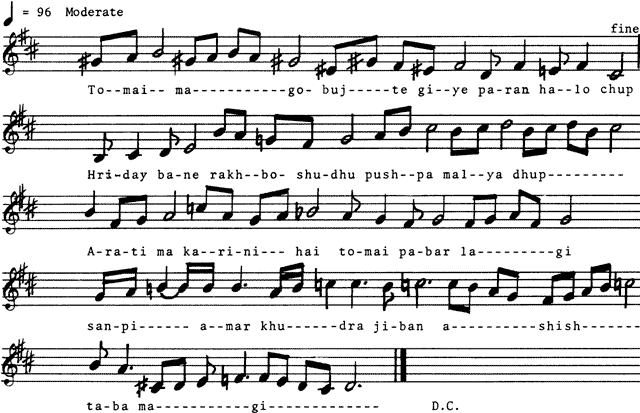 ♩ = 96 Moderate
fine
To--mai-- ma-----------go- buj-----te gi--ye pa-ran ha--lo chup
Hri-day ba-ne rakh--bo- shu-dhu push--pa mal--ya dhup---------
A-ra-ti ma ka--ri-ni--- hai to-mai pa-bar la--------gi
san-pi------ a--mar khu------dra ji-ban a---------shish-------
ta-ba ma-----------gi------------- D.C.